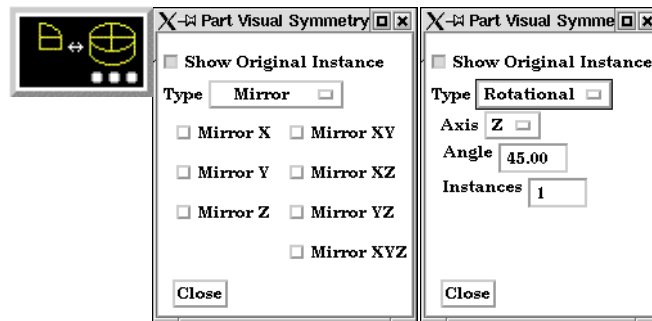 Part Visual Symmetry
Show Original Instance
Type Mirror
Mirror X Mirror XY
Mirror Y Mirror XZ
Mirror Z Mirror YZ
Mirror XYZ
Close
Part Visual Symme
Show Original Instance
Type Rotational
Axis Z
Angle 45.00
Instances 1
Close